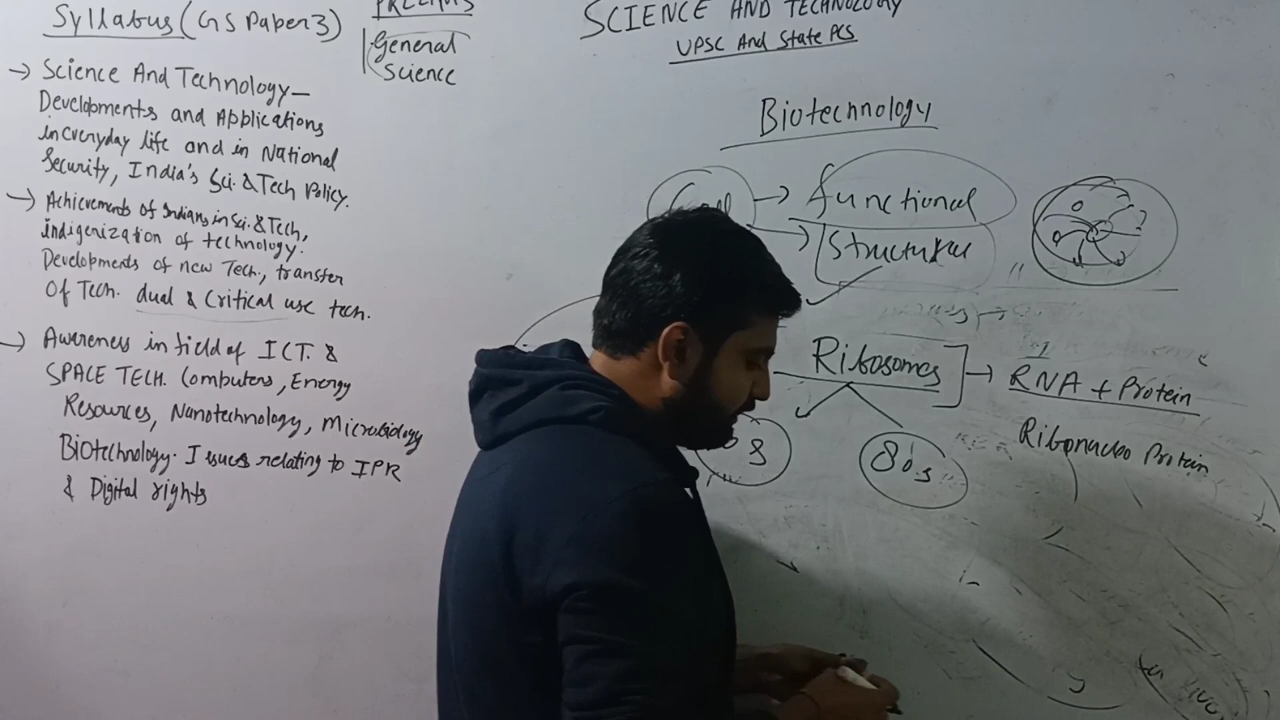 Syllabus (GS Paper 3)
→ Science And Technology—
Developments and Applications
in everyday life and in National
Security, India's Sci. & Tech Policy.
→ Achievements of Indians in Sci. & Tech,
indigenization of technology.
Developments of new Tech., transfer
Of Tech. dual & Critical use tech.
→ Awareness in field of ICT. &
SPACE TECH. Computers, Energy
Resources, Nanotechnology, Microbiology
Biotechnology. Issues relating to IPR
& Digital rights
PRELIMS
General
Science
SCIENCE AND TECHNOLOGY
UPSC And State PCS
Biotechnology
Cell → functional
→ Structural
Ribosomes → RNA + Protein
Ribonucleo Protein
80s